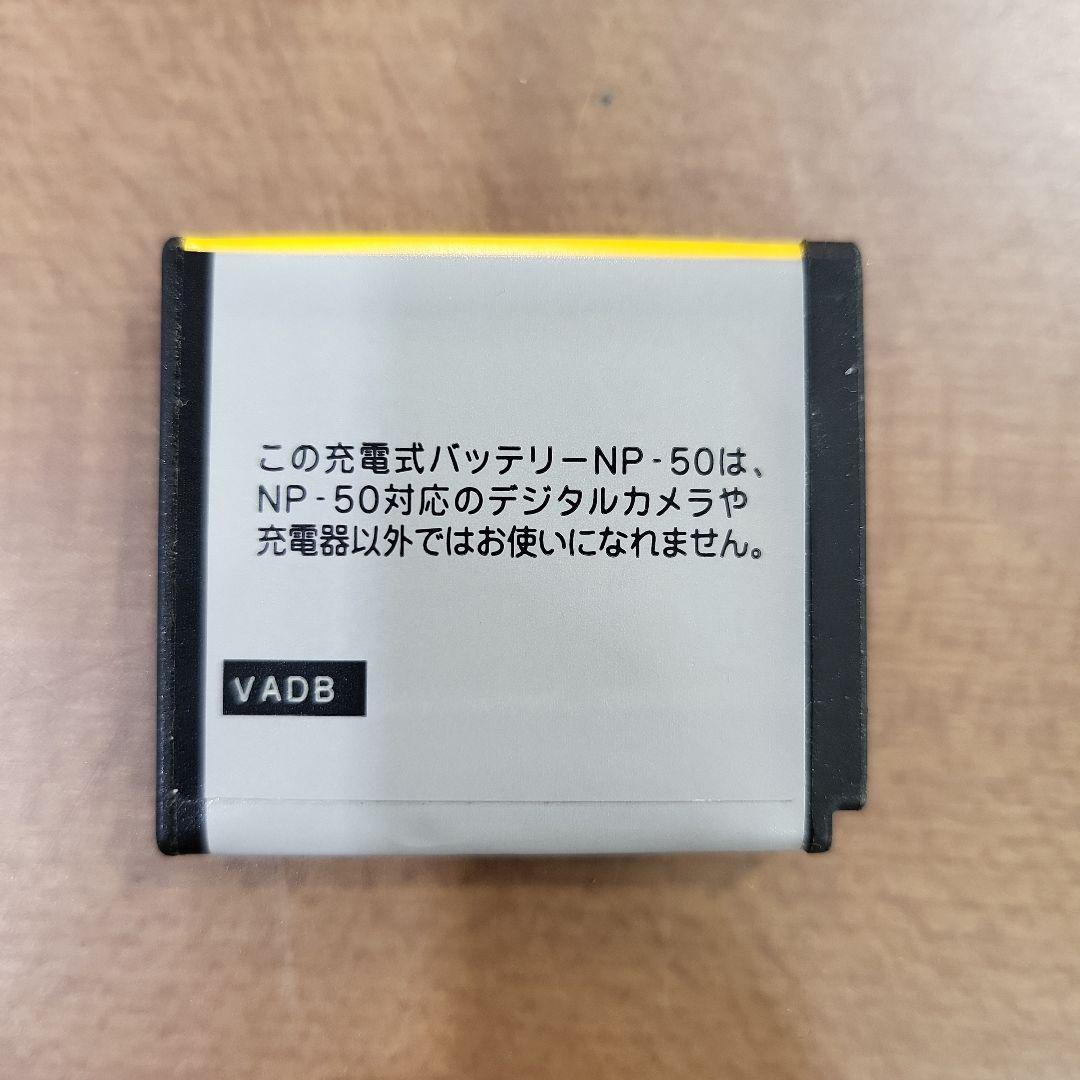 この充電式バッテリーNP-50は、
NP-50対応のデジタルカメラや
充電器以外ではお使いになれません。
VADB